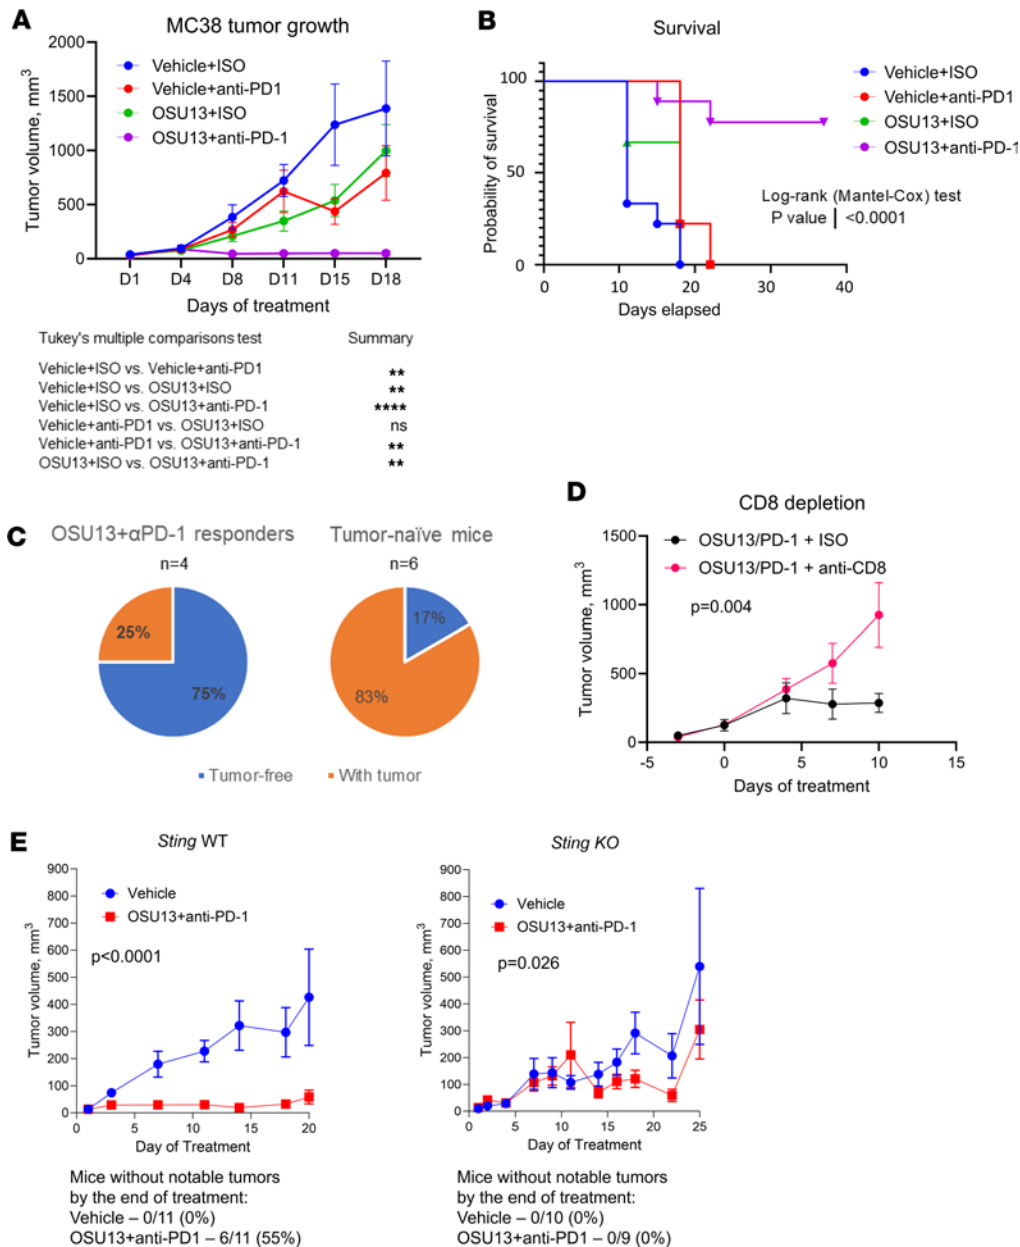 A
MC38 tumor growth
Tumor volume, mm3
2000
1500
1000
500
0
Vehicle+ISO
Vehicle+anti-PD1
OSU13+ISO
OSU13+anti-PD-1
D1 D4 D8 D11 D15 D18
Days of treatment
Tukey's multiple comparisons test Summary
Vehicle+ISO vs. Vehicle+anti-PD1 **
Vehicle+ISO vs. OSU13+ISO **
Vehicle+ISO vs. OSU13+anti-PD-1 ****
Vehicle+anti-PD1 vs. OSU13+ISO ns
Vehicle+anti-PD1 vs. OSU13+anti-PD-1 **
OSU13+ISO vs. OSU13+anti-PD-1 **
B
Survival
Probability of survival
100
50
0
0 10 20 30 40
Days elapsed
Vehicle+ISO
Vehicle+anti-PD1
OSU13+ISO
OSU13+anti-PD-1
Log-rank (Mantel-Cox) test
P value <0.0001
C
OSU13+αPD-1 responders
n=4
25%
75%
Tumor-naïve mice
n=6
17%
83%
Tumor-free With tumor
D
CD8 depletion
Tumor volume, mm3
1500
1000
500
0
OSU13/PD-1 + ISO
OSU13/PD-1 + anti-CD8
p=0.004
-5 0 5 10 15
Days of treatment
E
Sting WT
Tumor volume, mm3
900
800
700
600
500
400
300
200
100
0
Vehicle
OSU13+anti-PD-1
p<0.0001
0 5 10 15 20
Day of Treatment
Mice without notable tumors
by the end of treatment:
Vehicle – 0/11 (0%)
OSU13+anti-PD1 – 6/11 (55%)
Sting KO
Tumor volume, mm3
900
800
700
600
500
400
300
200
100
0
Vehicle
OSU13+anti-PD-1
p=0.026
0 5 10 15 20 25
Day of Treatment
Mice without notable tumors
by the end of treatment:
Vehicle – 0/10 (0%)
OSU13+anti-PD1 – 0/9 (0%)